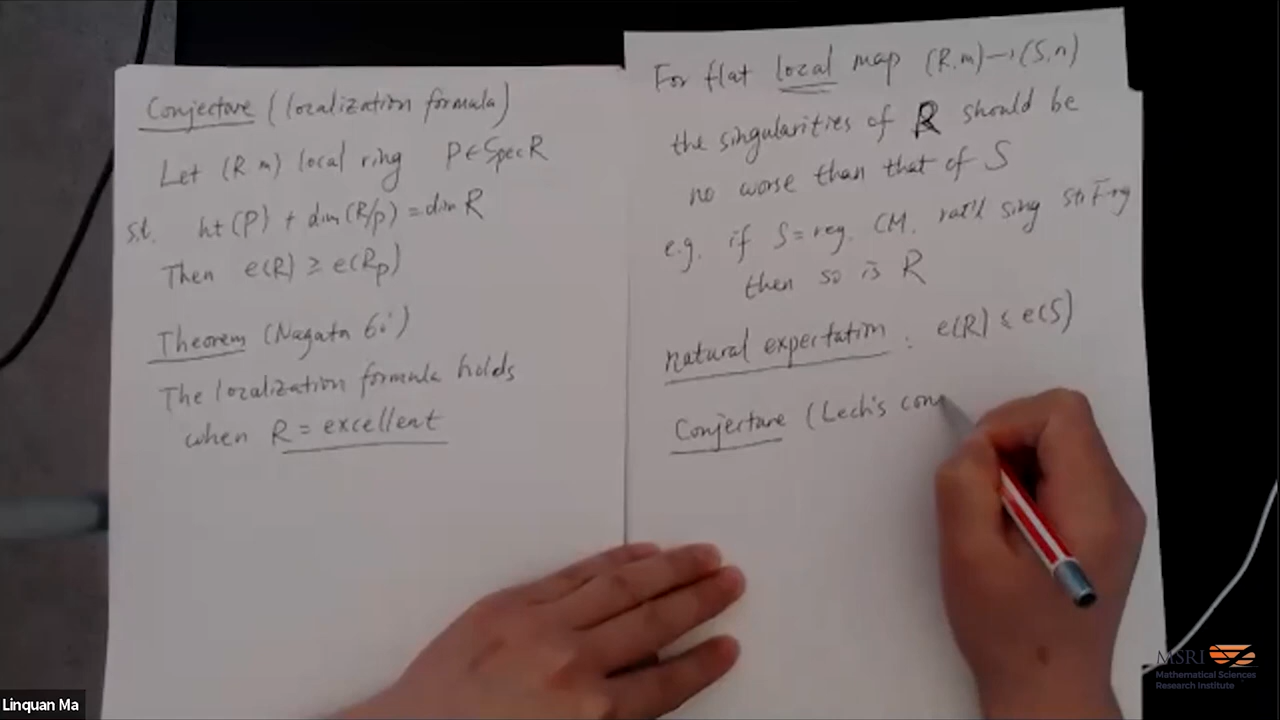 Conjecture (localization formula)
Let (R m) local ring P∈Spec R
s.t. ht(P) + dim(R/P) = dim R
Then e(R) ≥ e(R_P)
Theorem (Nagata 60')
The localization formula holds
when R = excellent
For flat local map (R,m)→(S,n)
the singularities of R should be
no worse than that of S
e.g. if S = reg. CM. rat'l sing str F-reg
then so is R
natural expectation : e(R) ≤ e(S)
Conjecture (Lech's con
Linquan Ma
MSRI
Mathematical Sciences
Research Institute